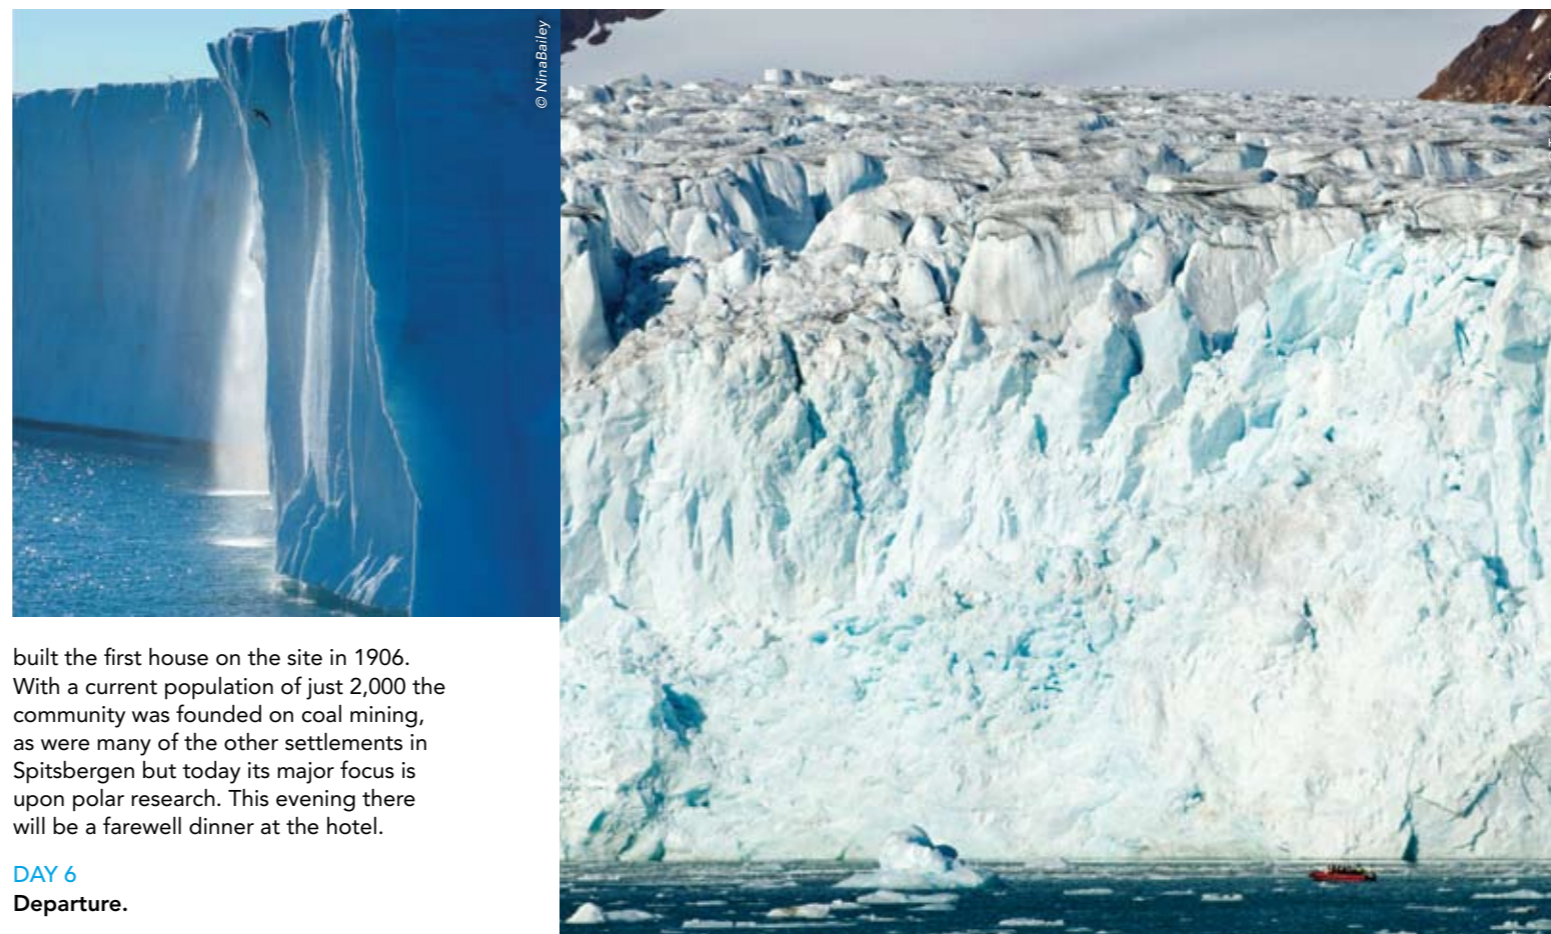 © NinaBailey
built the first house on the site in 1906.
With a current population of just 2,000 the
community was founded on coal mining,
as were many of the other settlements in
Spitsbergen but today its major focus is
upon polar research. This evening there
will be a farewell dinner at the hotel.
DAY 6
Departure.